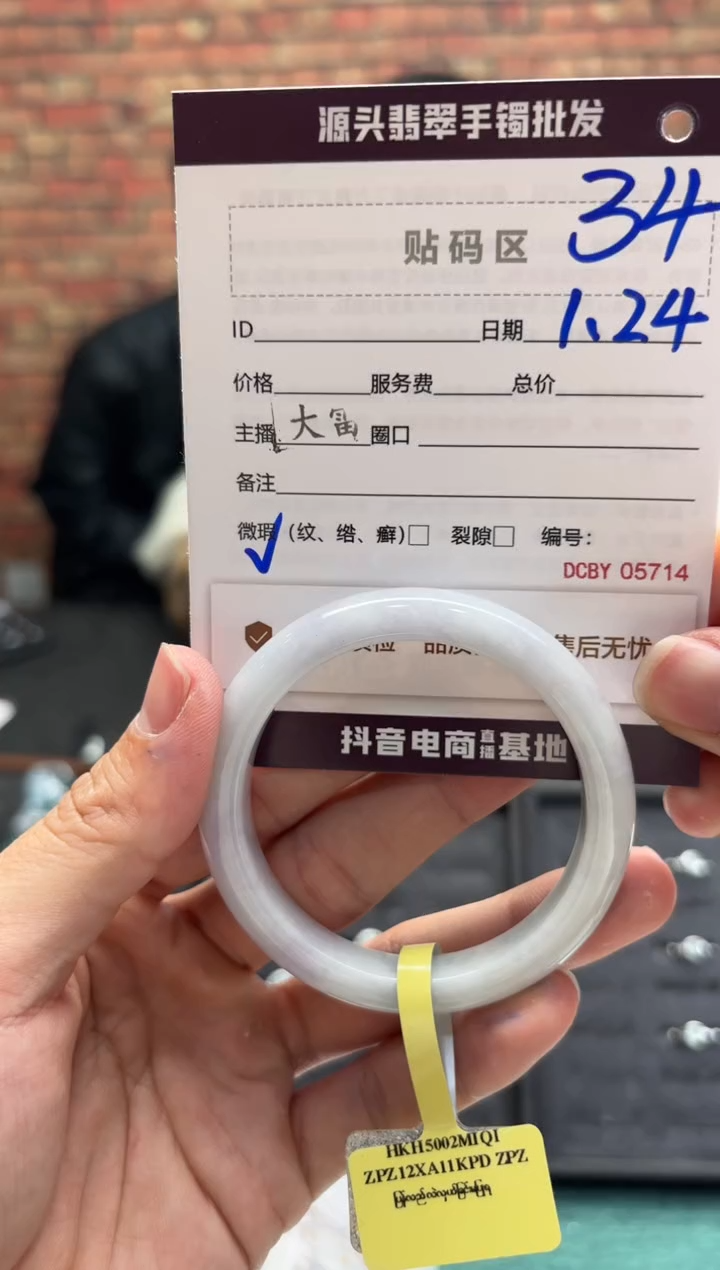 源头翡翠手镯批发
贴码区 34
ID 日期 1、24
价格 服务费 总价
主播 大富 圈口
备注
微瑕✓(纹、绺、癣)□ 裂隙□ 编号:
DCBY 05714
售后无忧
抖音电商直播基地
HKH5002MIQI
ZPZ12XA11KPD ZPZ